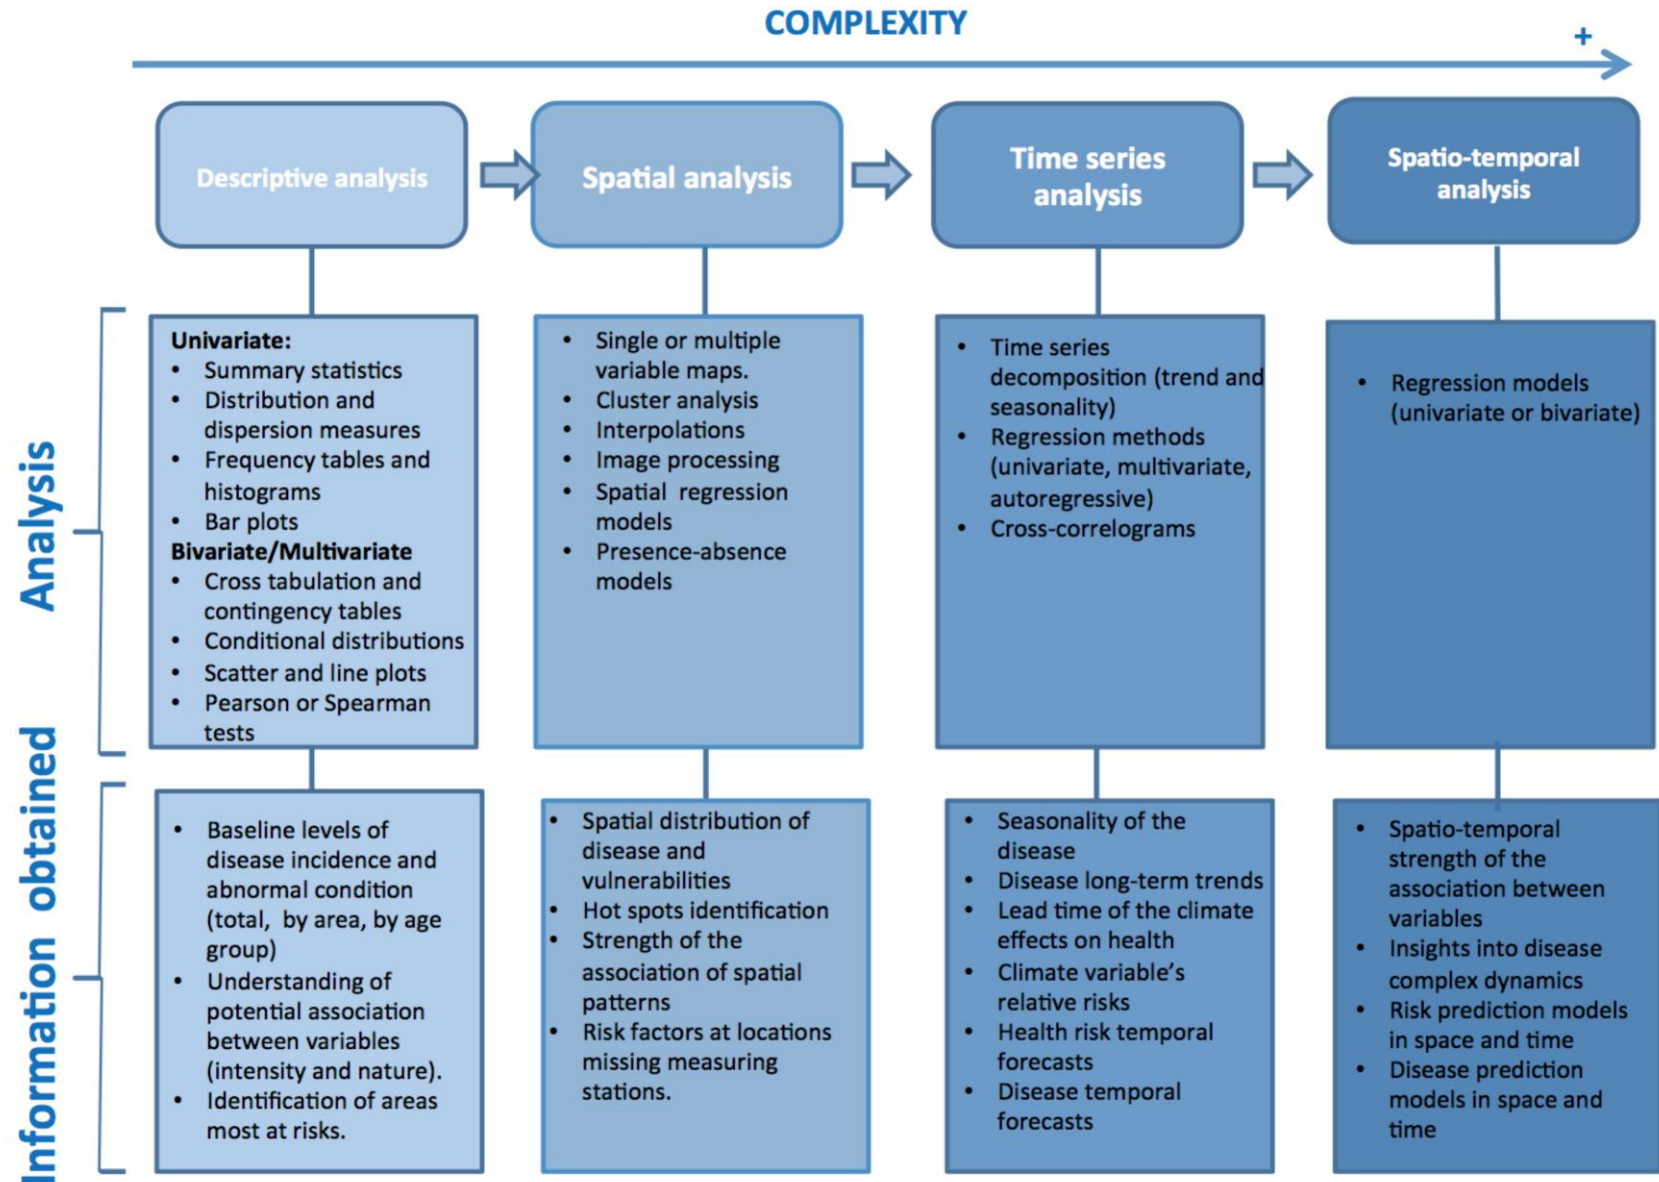 COMPLEXITY
+
Descriptive analysis
Spatial analysis
Time series
analysis
Spatio-temporal
analysis
Analysis
Univariate:
• Summary statistics
• Distribution and
dispersion measures
• Frequency tables and
histograms
• Bar plots
Bivariate/Multivariate
• Cross tabulation and
contingency tables
• Conditional distributions
• Scatter and line plots
• Pearson or Spearman
tests
• Single or multiple
variable maps.
• Cluster analysis
• Interpolations
• Image processing
• Spatial regression
models
• Presence-absence
models
• Time series
decomposition (trend and
seasonality)
• Regression methods
(univariate, multivariate,
autoregressive)
• Cross-correlograms
• Regression models
(univariate or bivariate)
Information obtained
• Baseline levels of
disease incidence and
abnormal condition
(total, by area, by age
group)
• Understanding of
potential association
between variables
(intensity and nature).
• Identification of areas
most at risks.
• Spatial distribution of
disease and
vulnerabilities
• Hot spots identification
• Strength of the
association of spatial
patterns
• Risk factors at locations
missing measuring
stations.
• Seasonality of the
disease
• Disease long-term trends
• Lead time of the climate
effects on health
• Climate variable's
relative risks
• Health risk temporal
forecasts
• Disease temporal
forecasts
• Spatio-temporal
strength of the
association between
variables
• Insights into disease
complex dynamics
• Risk prediction models
in space and time
• Disease prediction
models in space and
time